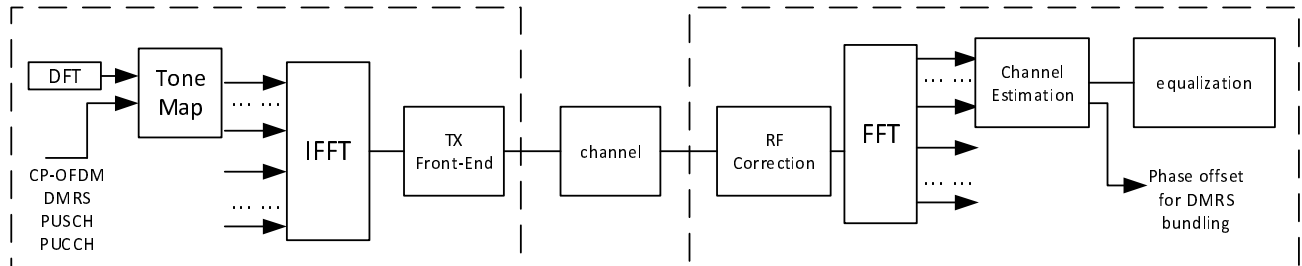 DFT
Tone
Map
... ...
CP-OFDM
DMRS
PUSCH
PUCCH
... ...
IFFT
TX
Front-End
channel
RF
Correction
FFT
... ...
... ...
Channel
Estimation
equalization
Phase offset
for DMRS
bundling